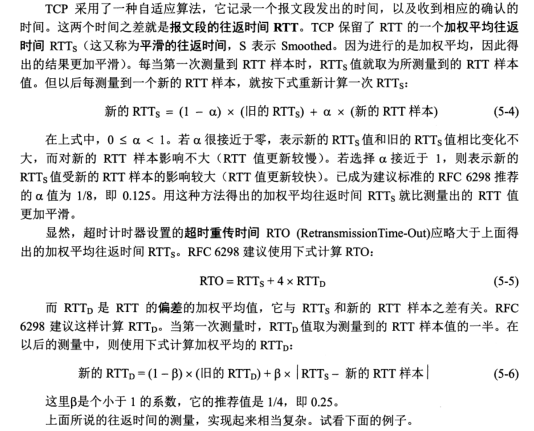 TCP 采用了一种自适应算法，它记录一个报文段发出的时间，以及收到相应的确认的
时间。这两个时间之差就是报文段的往返时间 RTT。TCP 保留了 RTT 的一个加权平均往返
时间 RTTS（这又称为平滑的往返时间，S 表示 Smoothed。因为进行的是加权平均，因此得
出的结果更加平滑）。每当第一次测量到 RTT 样本时，RTTS 值就取为所测量到的 RTT 样本
值。但以后每测量到一个新的 RTT 样本，就按下式重新计算一次 RTTS：
新的 RTTS = (1 − α) × (旧的 RTTS) + α × (新的 RTT 样本) (5-4)
在上式中，0 ≤ α < 1。若 α 很接近于零，表示新的 RTTS 值和旧的 RTTS 值相比变化不
大，而对新的 RTT 样本影响不大（RTT 值更新较慢）。若选择 α 接近于 1，则表示新的
RTTS 值受新的 RTT 样本的影响较大（RTT 值更新较快）。已成为建议标准的 RFC 6298 推荐
的 α 值为 1/8，即 0.125。用这种方法得出的加权平均往返时间 RTTS 就比测量出的 RTT 值
更加平滑。
显然，超时计时器设置的超时重传时间 RTO (RetransmissionTime-Out)应略大于上面得
出的加权平均往返时间 RTTS。RFC 6298 建议使用下式计算 RTO：
RTO = RTTS + 4 × RTTD (5-5)
而 RTTD 是 RTT 的偏差的加权平均值，它与 RTTS 和新的 RTT 样本之差有关。RFC
6298 建议这样计算 RTTD。当第一次测量时，RTTD 值取为测量到的 RTT 样本值的一半。在
以后的测量中，则使用下式计算加权平均的 RTTD：
新的 RTTD = (1 − β) × (旧的 RTTD) + β × | RTTS − 新的 RTT 样本 | (5-6)
这里β是个小于 1 的系数，它的推荐值是 1/4，即 0.25。
上面所说的往返时间的测量，实现起来相当复杂。试看下面的例子。